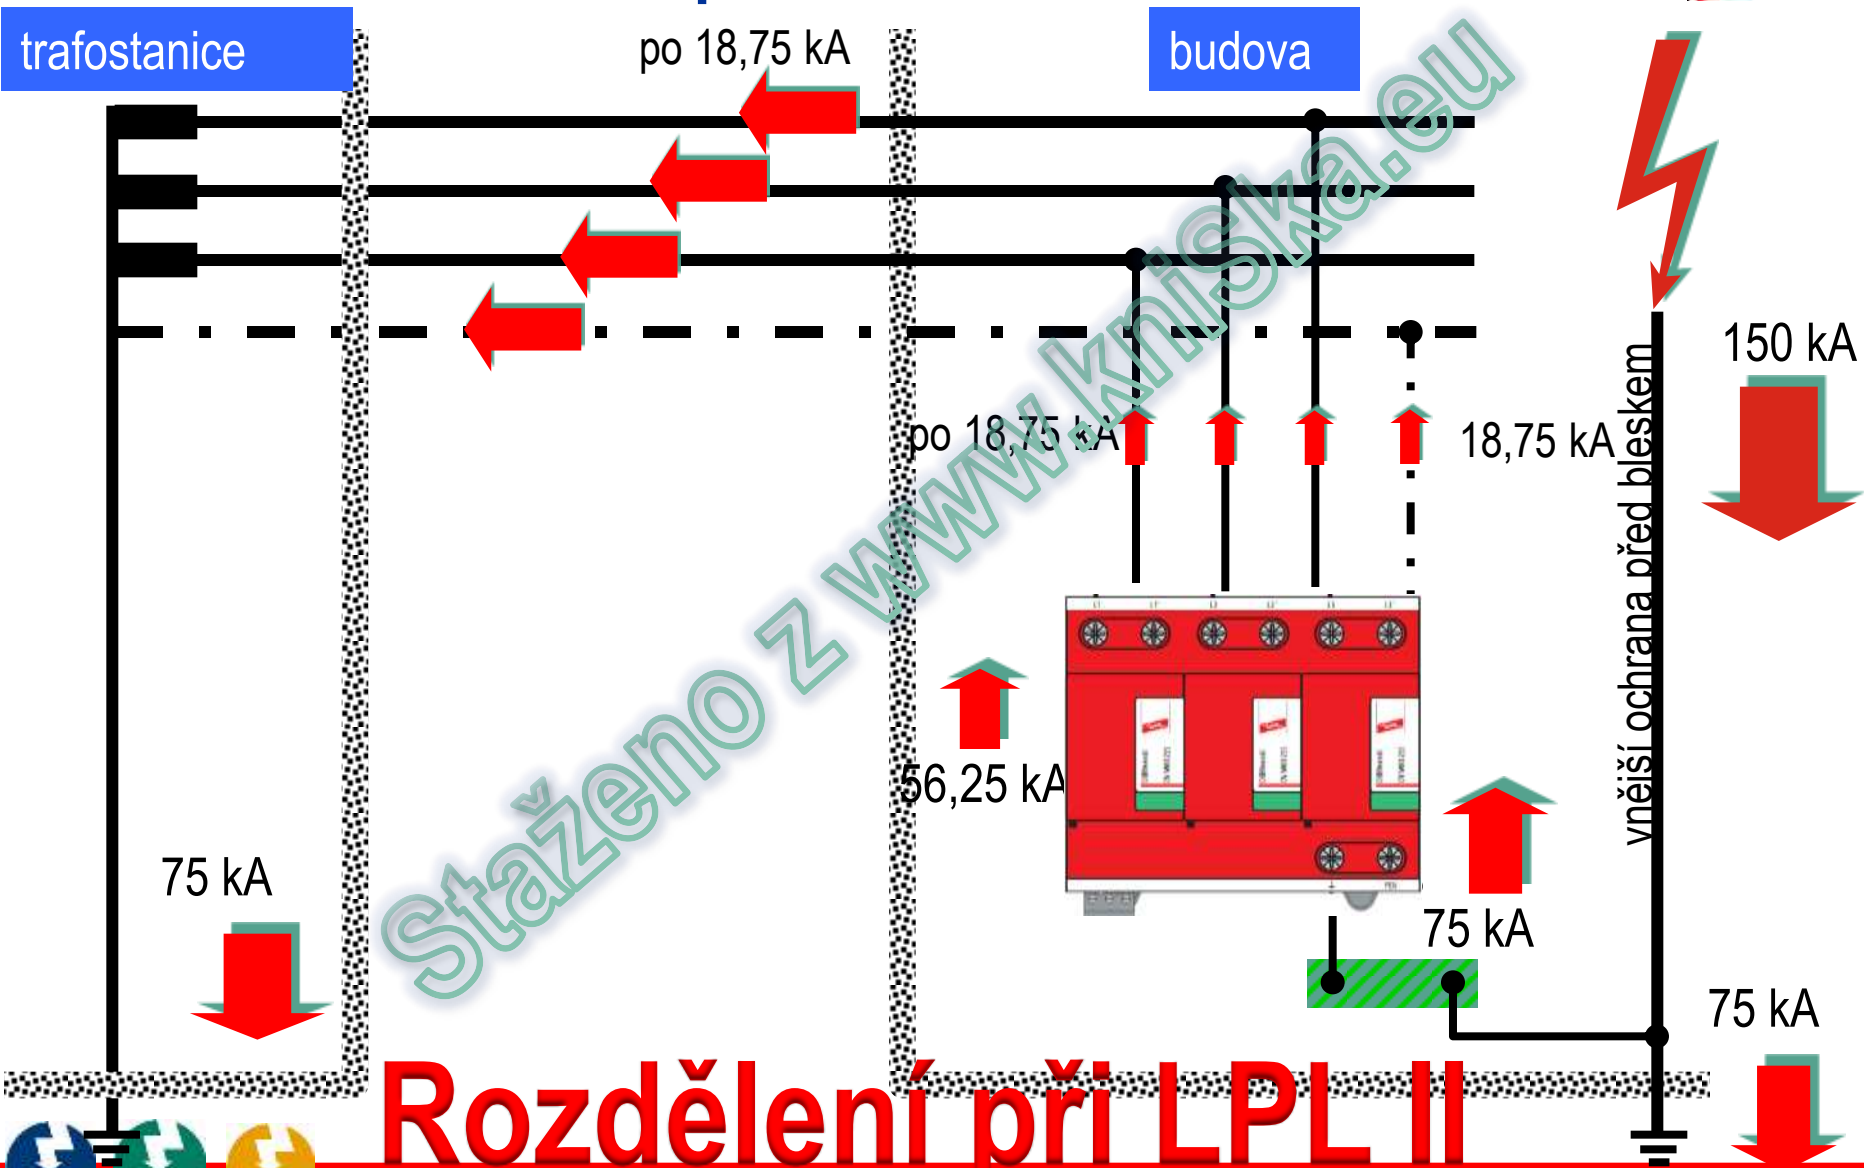 trafostanice
po 18,75 kA
budova
150 kA
po 18,75 kA
18,75 kA
vnější ochrana před bleskem
56,25 kA
75 kA
75 kA
75 kA
Staženo z www.kniSka.eu
Rozdělení při LPL II